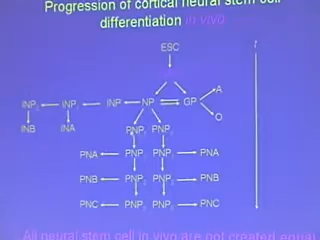 Progression of cortical neural stem cell
differentiation in vivo
ESC
t
INP INP INP NP GP A
O
INB INA PNP PNP
PNA PNP PNP PNA
PNB PNP PNP PNB
PNC PNP PNP PNC
All neural stem cell in vivo are not created equal